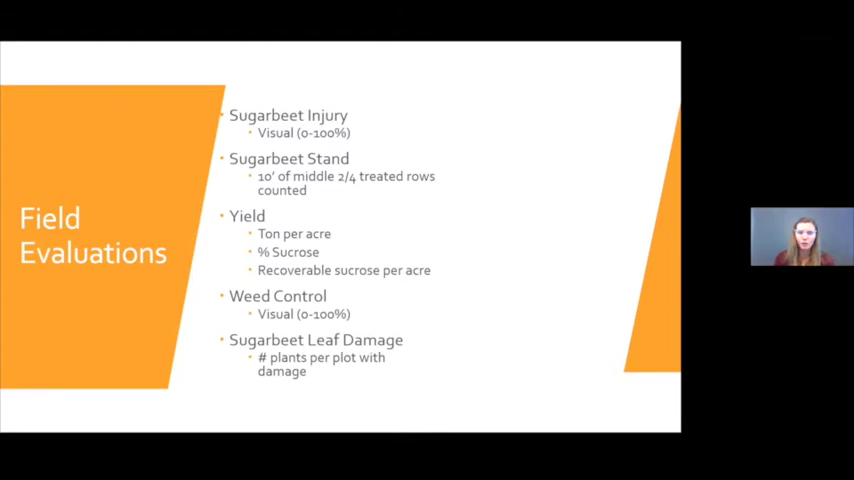 Field
Evaluations
• Sugarbeet Injury
• Visual (0-100%)
• Sugarbeet Stand
• 10' of middle 2/4 treated rows
counted
• Yield
• Ton per acre
• % Sucrose
• Recoverable sucrose per acre
• Weed Control
• Visual (0-100%)
• Sugarbeet Leaf Damage
• # plants per plot with
damage